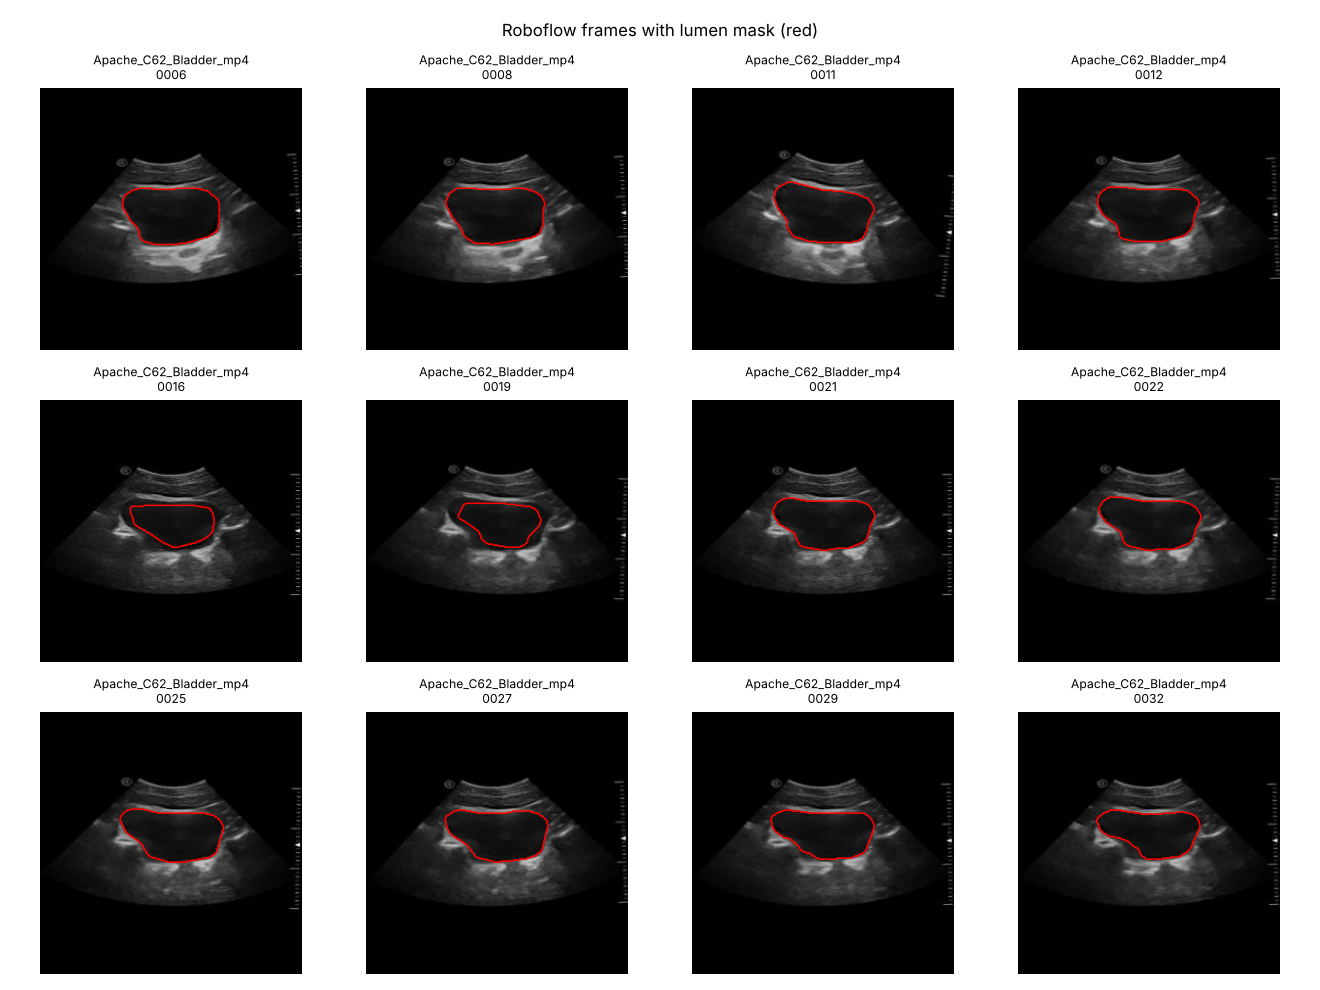 Roboflow frames with lumen mask (red)
Apache_C62_Bladder_mp4
0006
Apache_C62_Bladder_mp4
0008
Apache_C62_Bladder_mp4
0011
Apache_C62_Bladder_mp4
0012
Apache_C62_Bladder_mp4
0016
Apache_C62_Bladder_mp4
0019
Apache_C62_Bladder_mp4
0021
Apache_C62_Bladder_mp4
0022
Apache_C62_Bladder_mp4
0025
Apache_C62_Bladder_mp4
0027
Apache_C62_Bladder_mp4
0029
Apache_C62_Bladder_mp4
0032